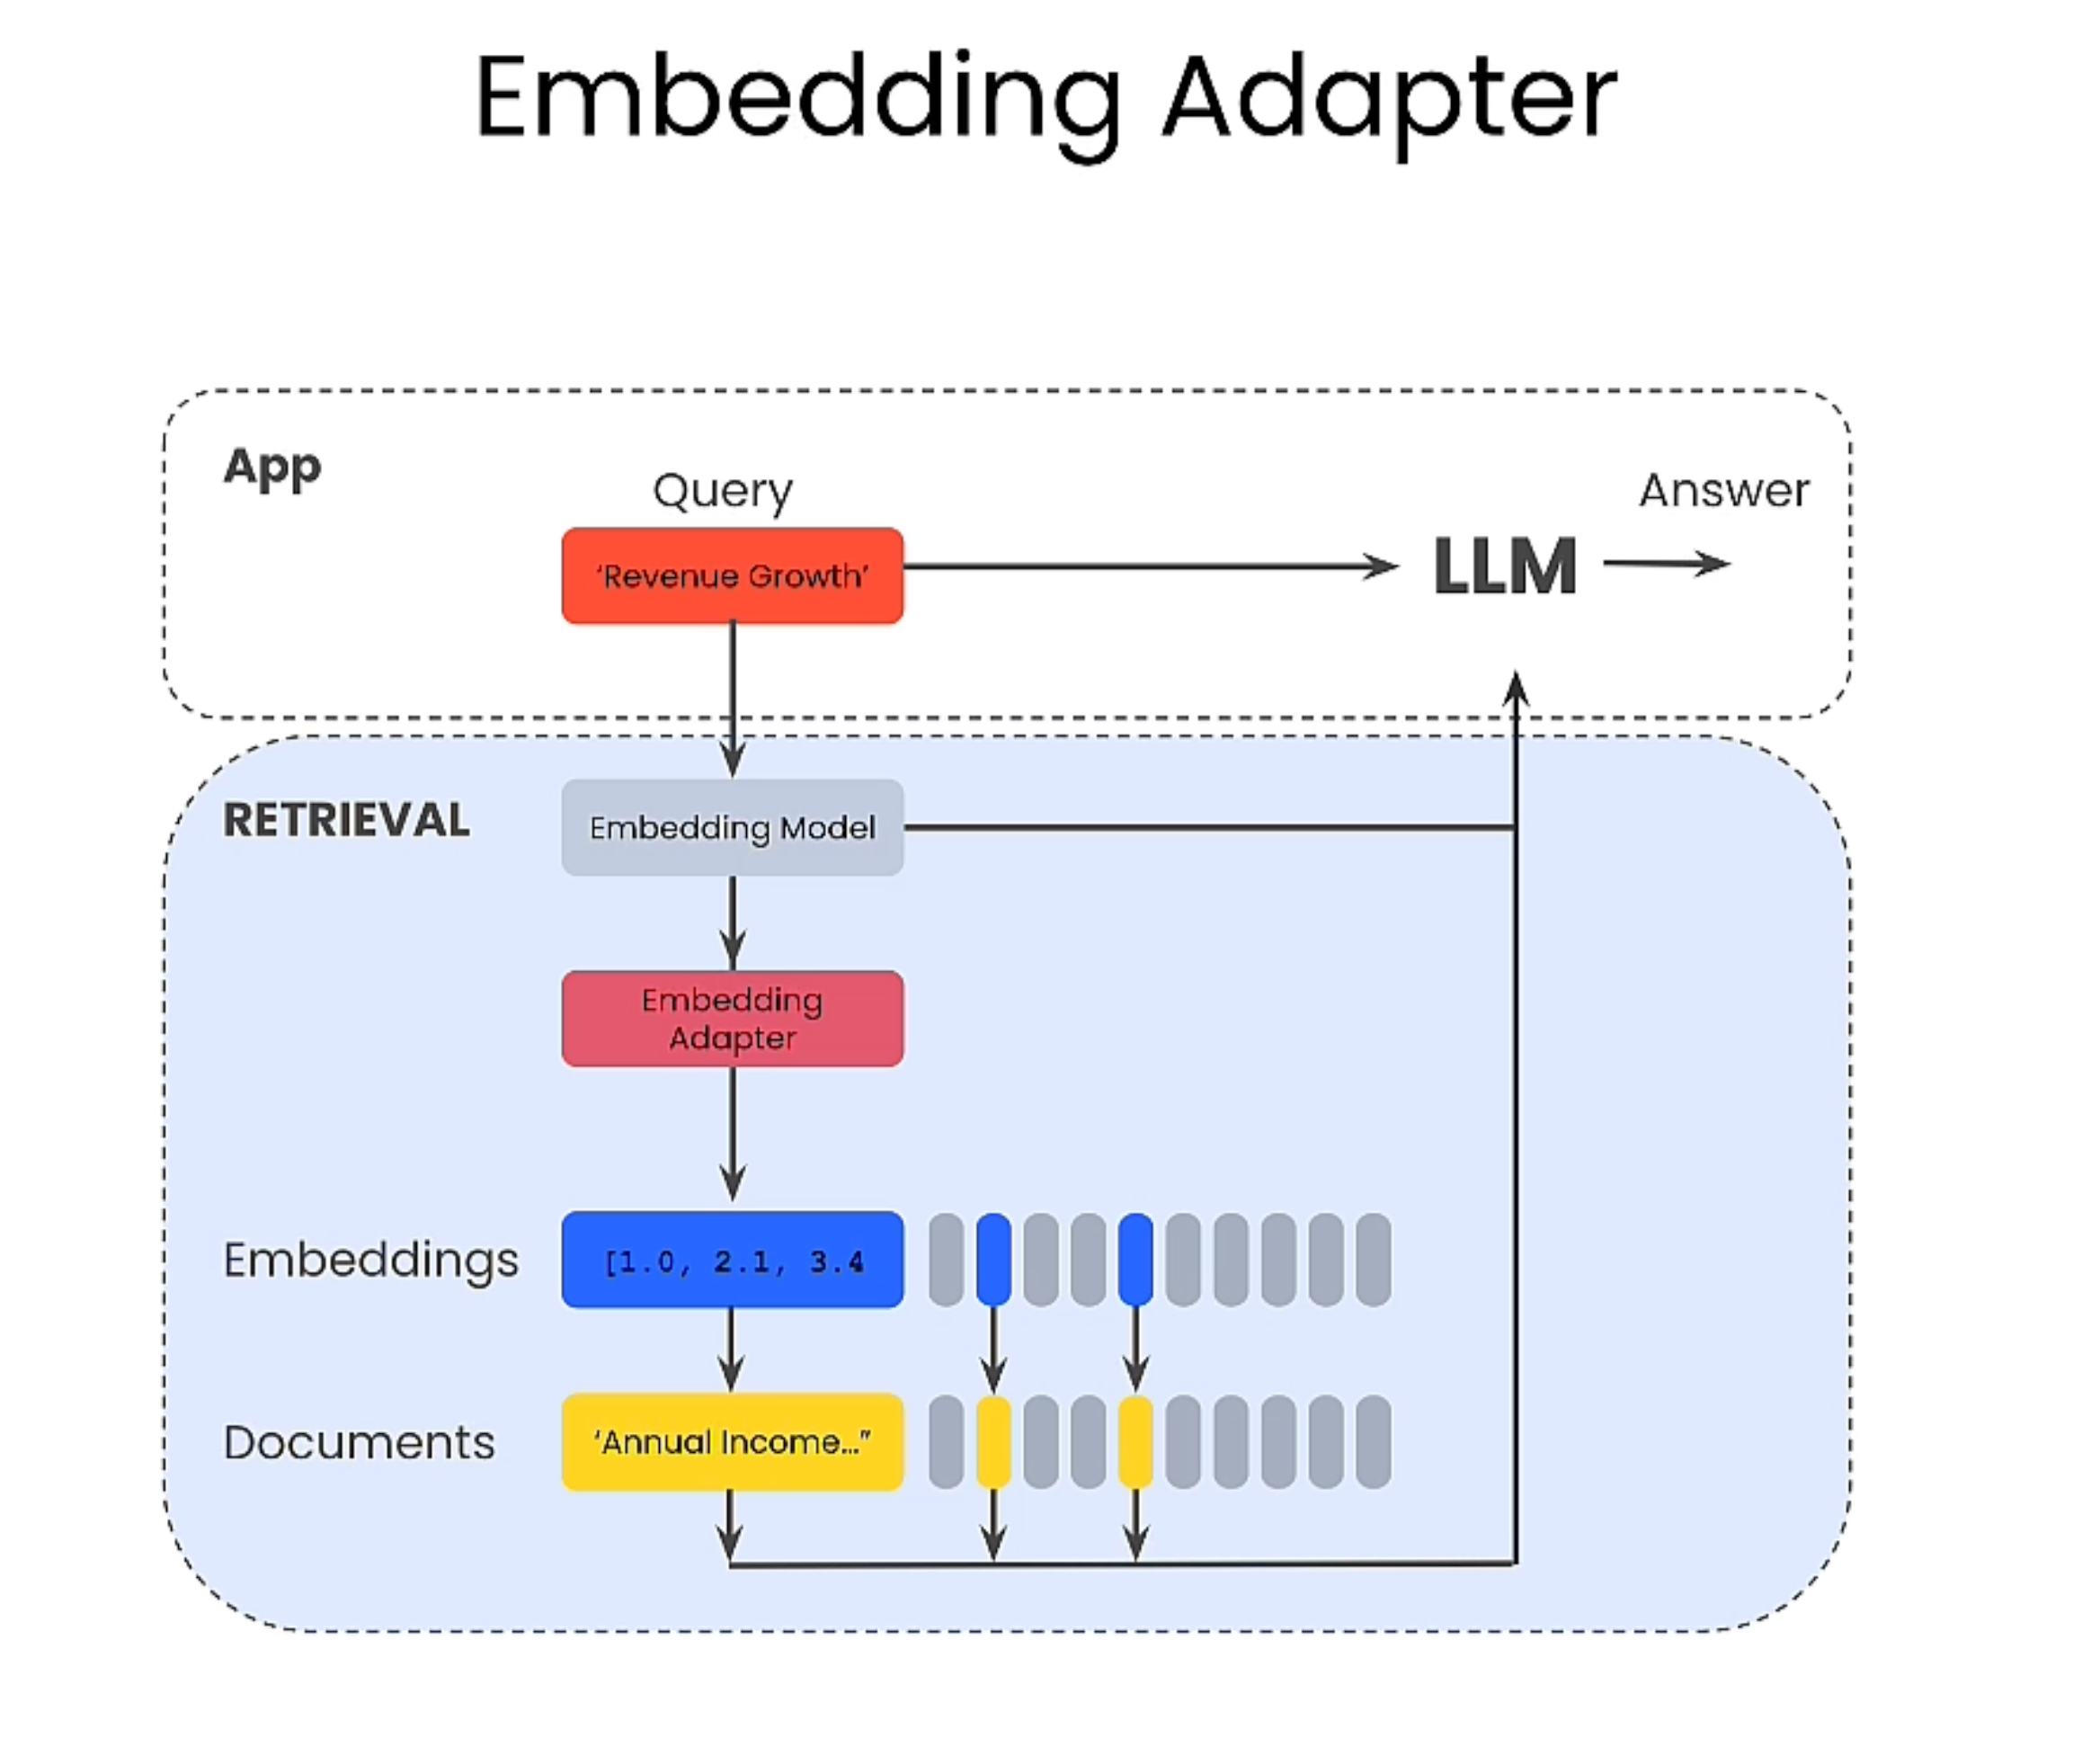 Embedding Adapter
App
Query
Answer
‘Revenue Growth’
LLM
RETRIEVAL
Embedding Model
Embedding
Adapter
Embeddings
[1.0, 2.1, 3.4
Documents
‘Annual Income...”